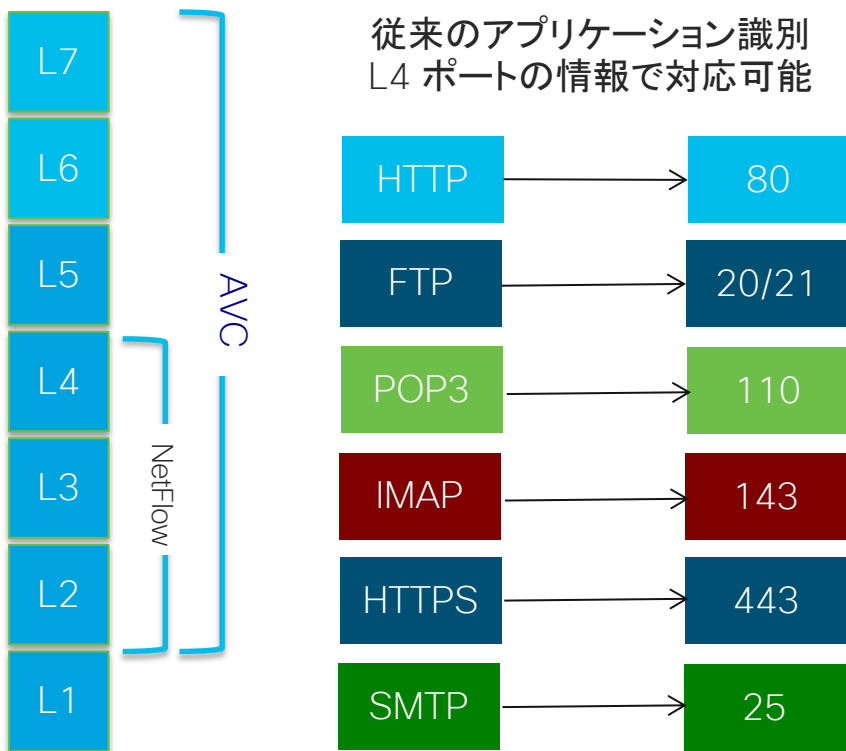 従来のアプリケーション識別
L4 ポートの情報で対応可能
L7
L6
L5
L4
L3
L2
L1
NetFlow
AVC
HTTP
80
FTP
20/21
POP3
110
IMAP
143
HTTPS
443
SMTP
25